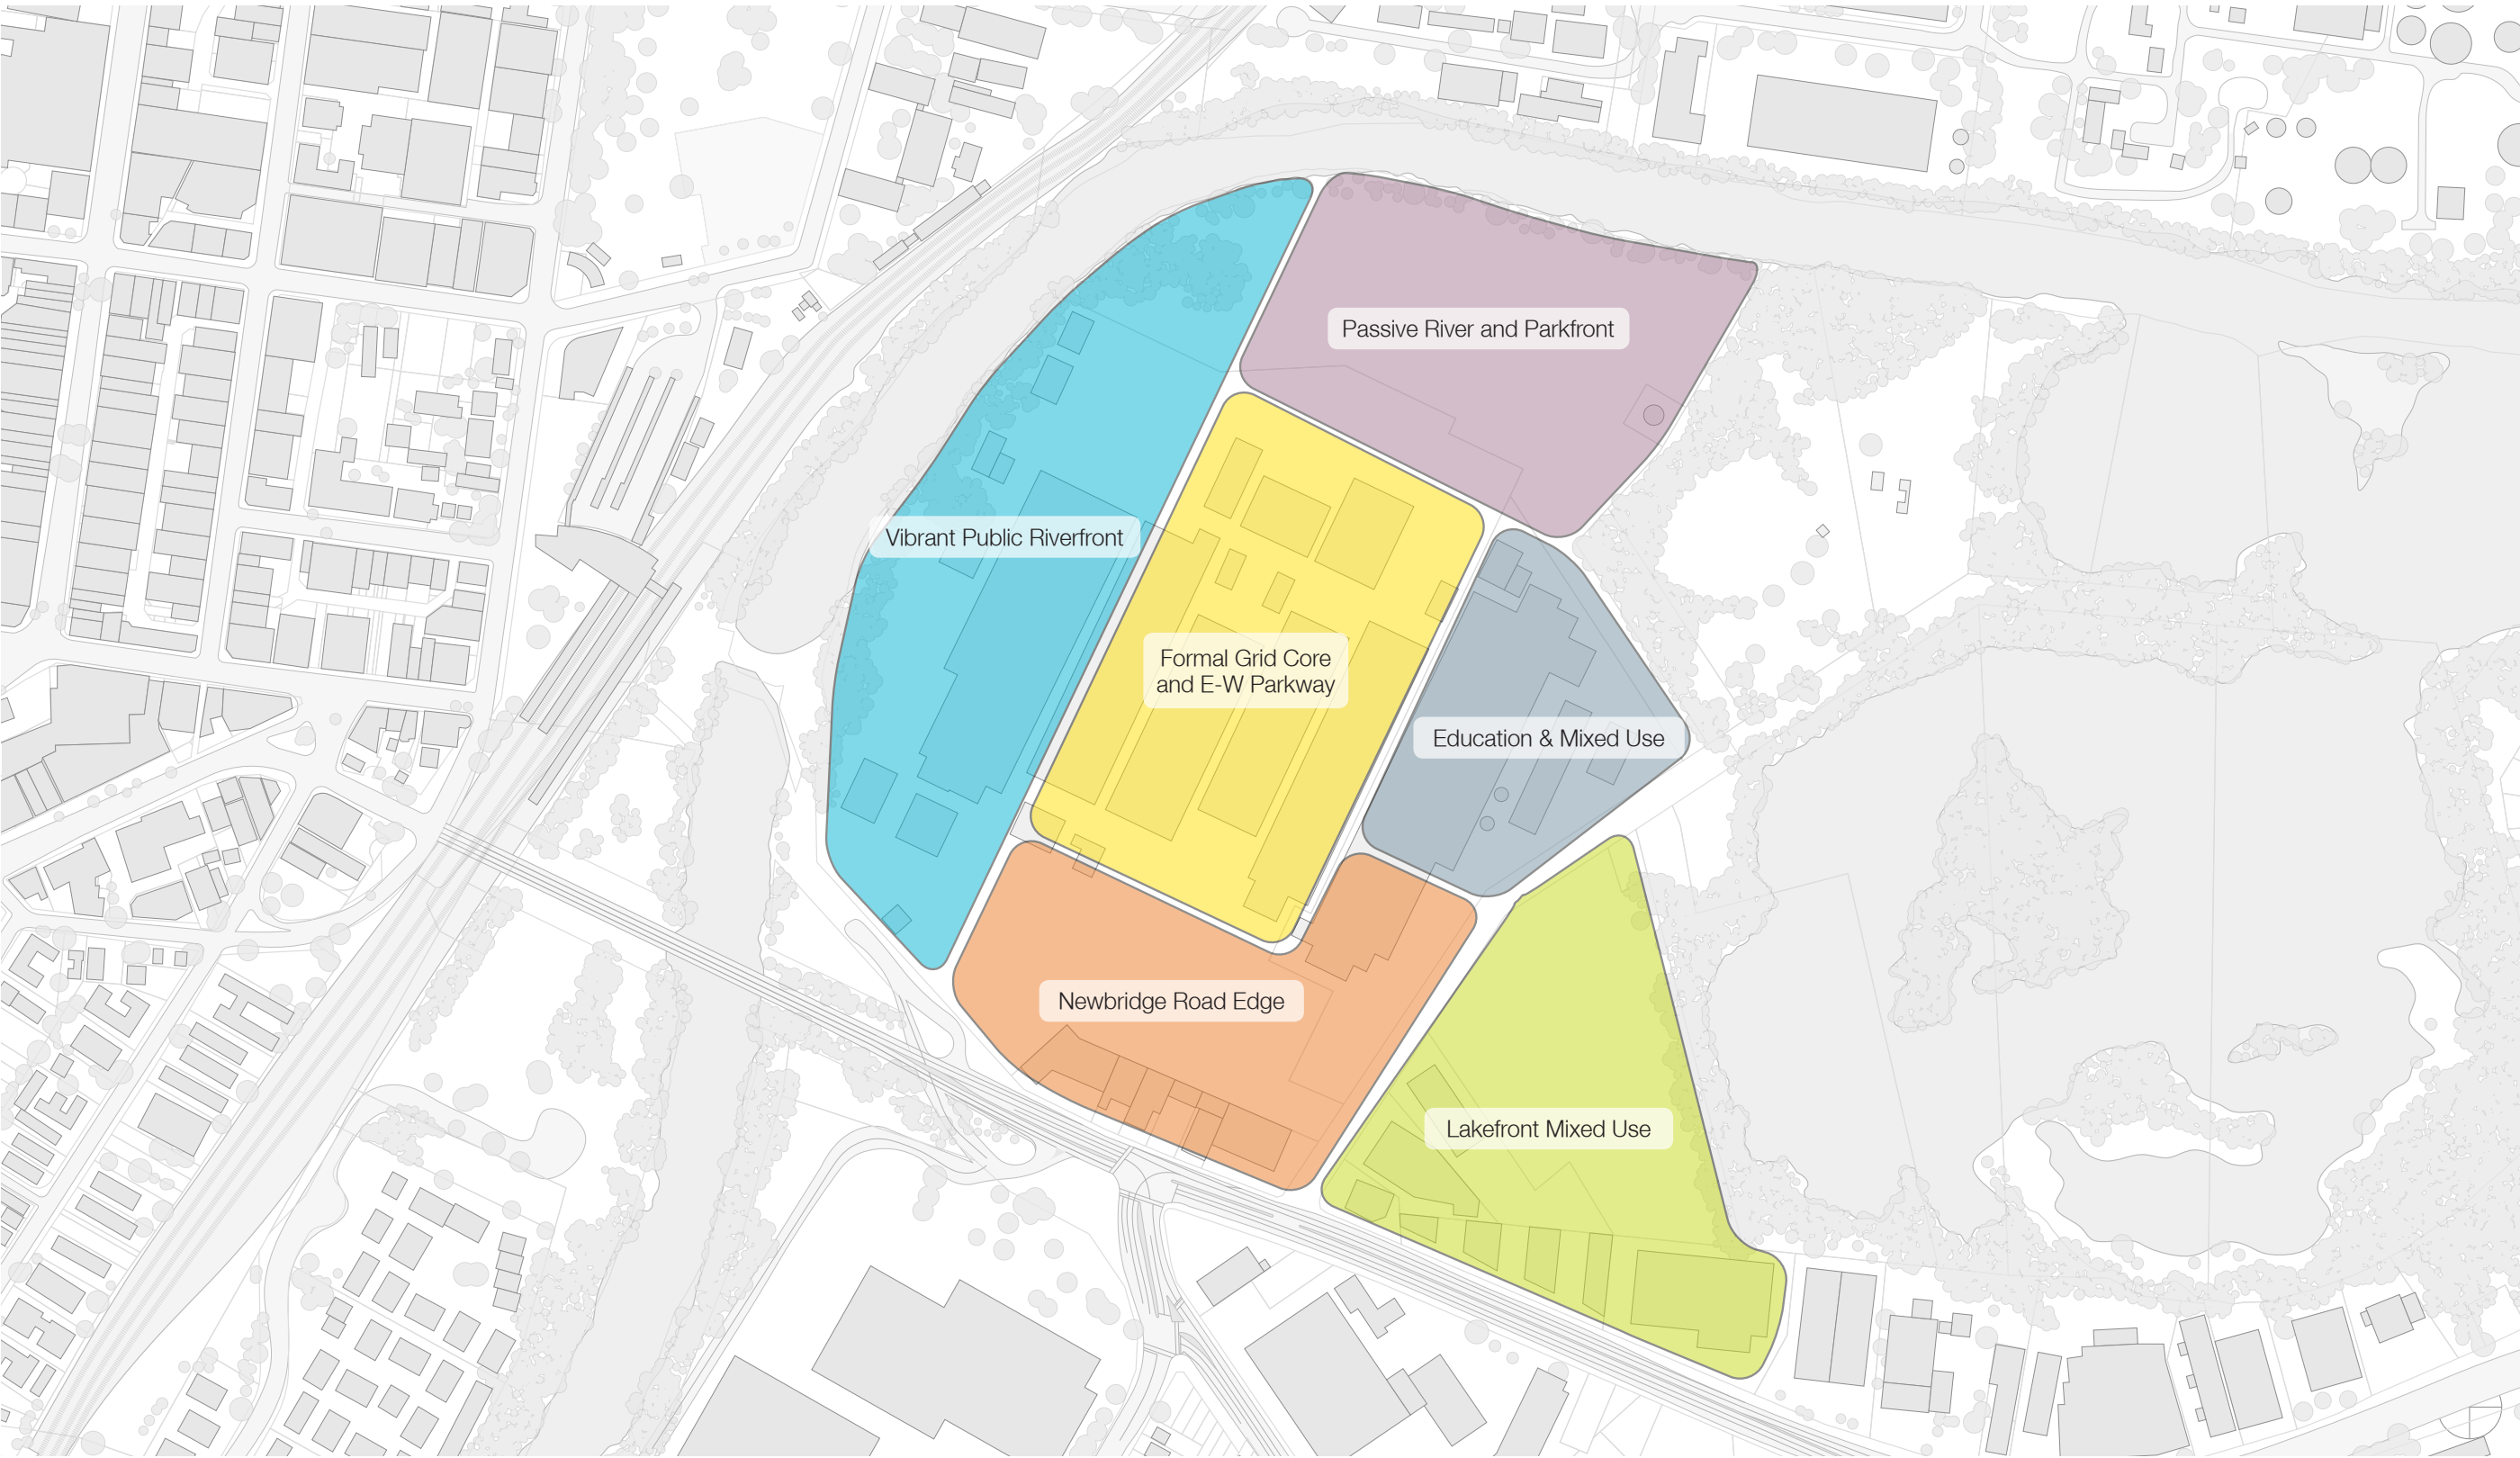 Passive River and Parkfront
Vibrant Public Riverfront
Formal Grid Core
and E-W Parkway
Education & Mixed Use
Newbridge Road Edge
Lakefront Mixed Use